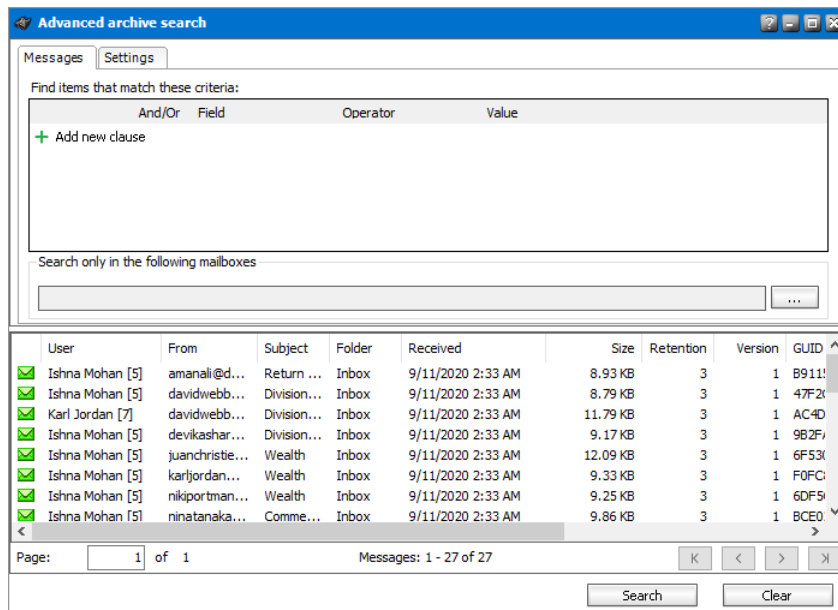 Advanced archive search
Messages Settings
Find items that match these criteria:
And/Or Field Operator Value
Add new clause
Search only in the following mailboxes
...
User From Subject Folder Received Size Retention Version GUID
Ishna Mohan [5] amanali@d... Return ... Inbox 9/11/2020 2:33 AM 8.93 KB 3 1 B911
Ishna Mohan [5] davidwebb... Division... Inbox 9/11/2020 2:33 AM 8.79 KB 3 1 47F2
Karl Jordan [7] davidwebb... Division... Inbox 9/11/2020 2:33 AM 11.79 KB 3 1 AC4D
Ishna Mohan [5] devikashar... Division... Inbox 9/11/2020 2:33 AM 9.17 KB 3 1 9B2F
Ishna Mohan [5] juanchristie... Wealth Inbox 9/11/2020 2:33 AM 12.09 KB 3 1 6F53
Ishna Mohan [5] karljordan... Wealth Inbox 9/11/2020 2:33 AM 9.33 KB 3 1 F0FC
Ishna Mohan [5] nikiportman... Wealth Inbox 9/11/2020 2:33 AM 9.25 KB 3 1 6DF5
Ishna Mohan [5] ninatanaka... Comme... Inbox 9/11/2020 2:33 AM 9.86 KB 3 1 BCE0
Page: 1 of 1 Messages: 1 - 27 of 27
Search Clear